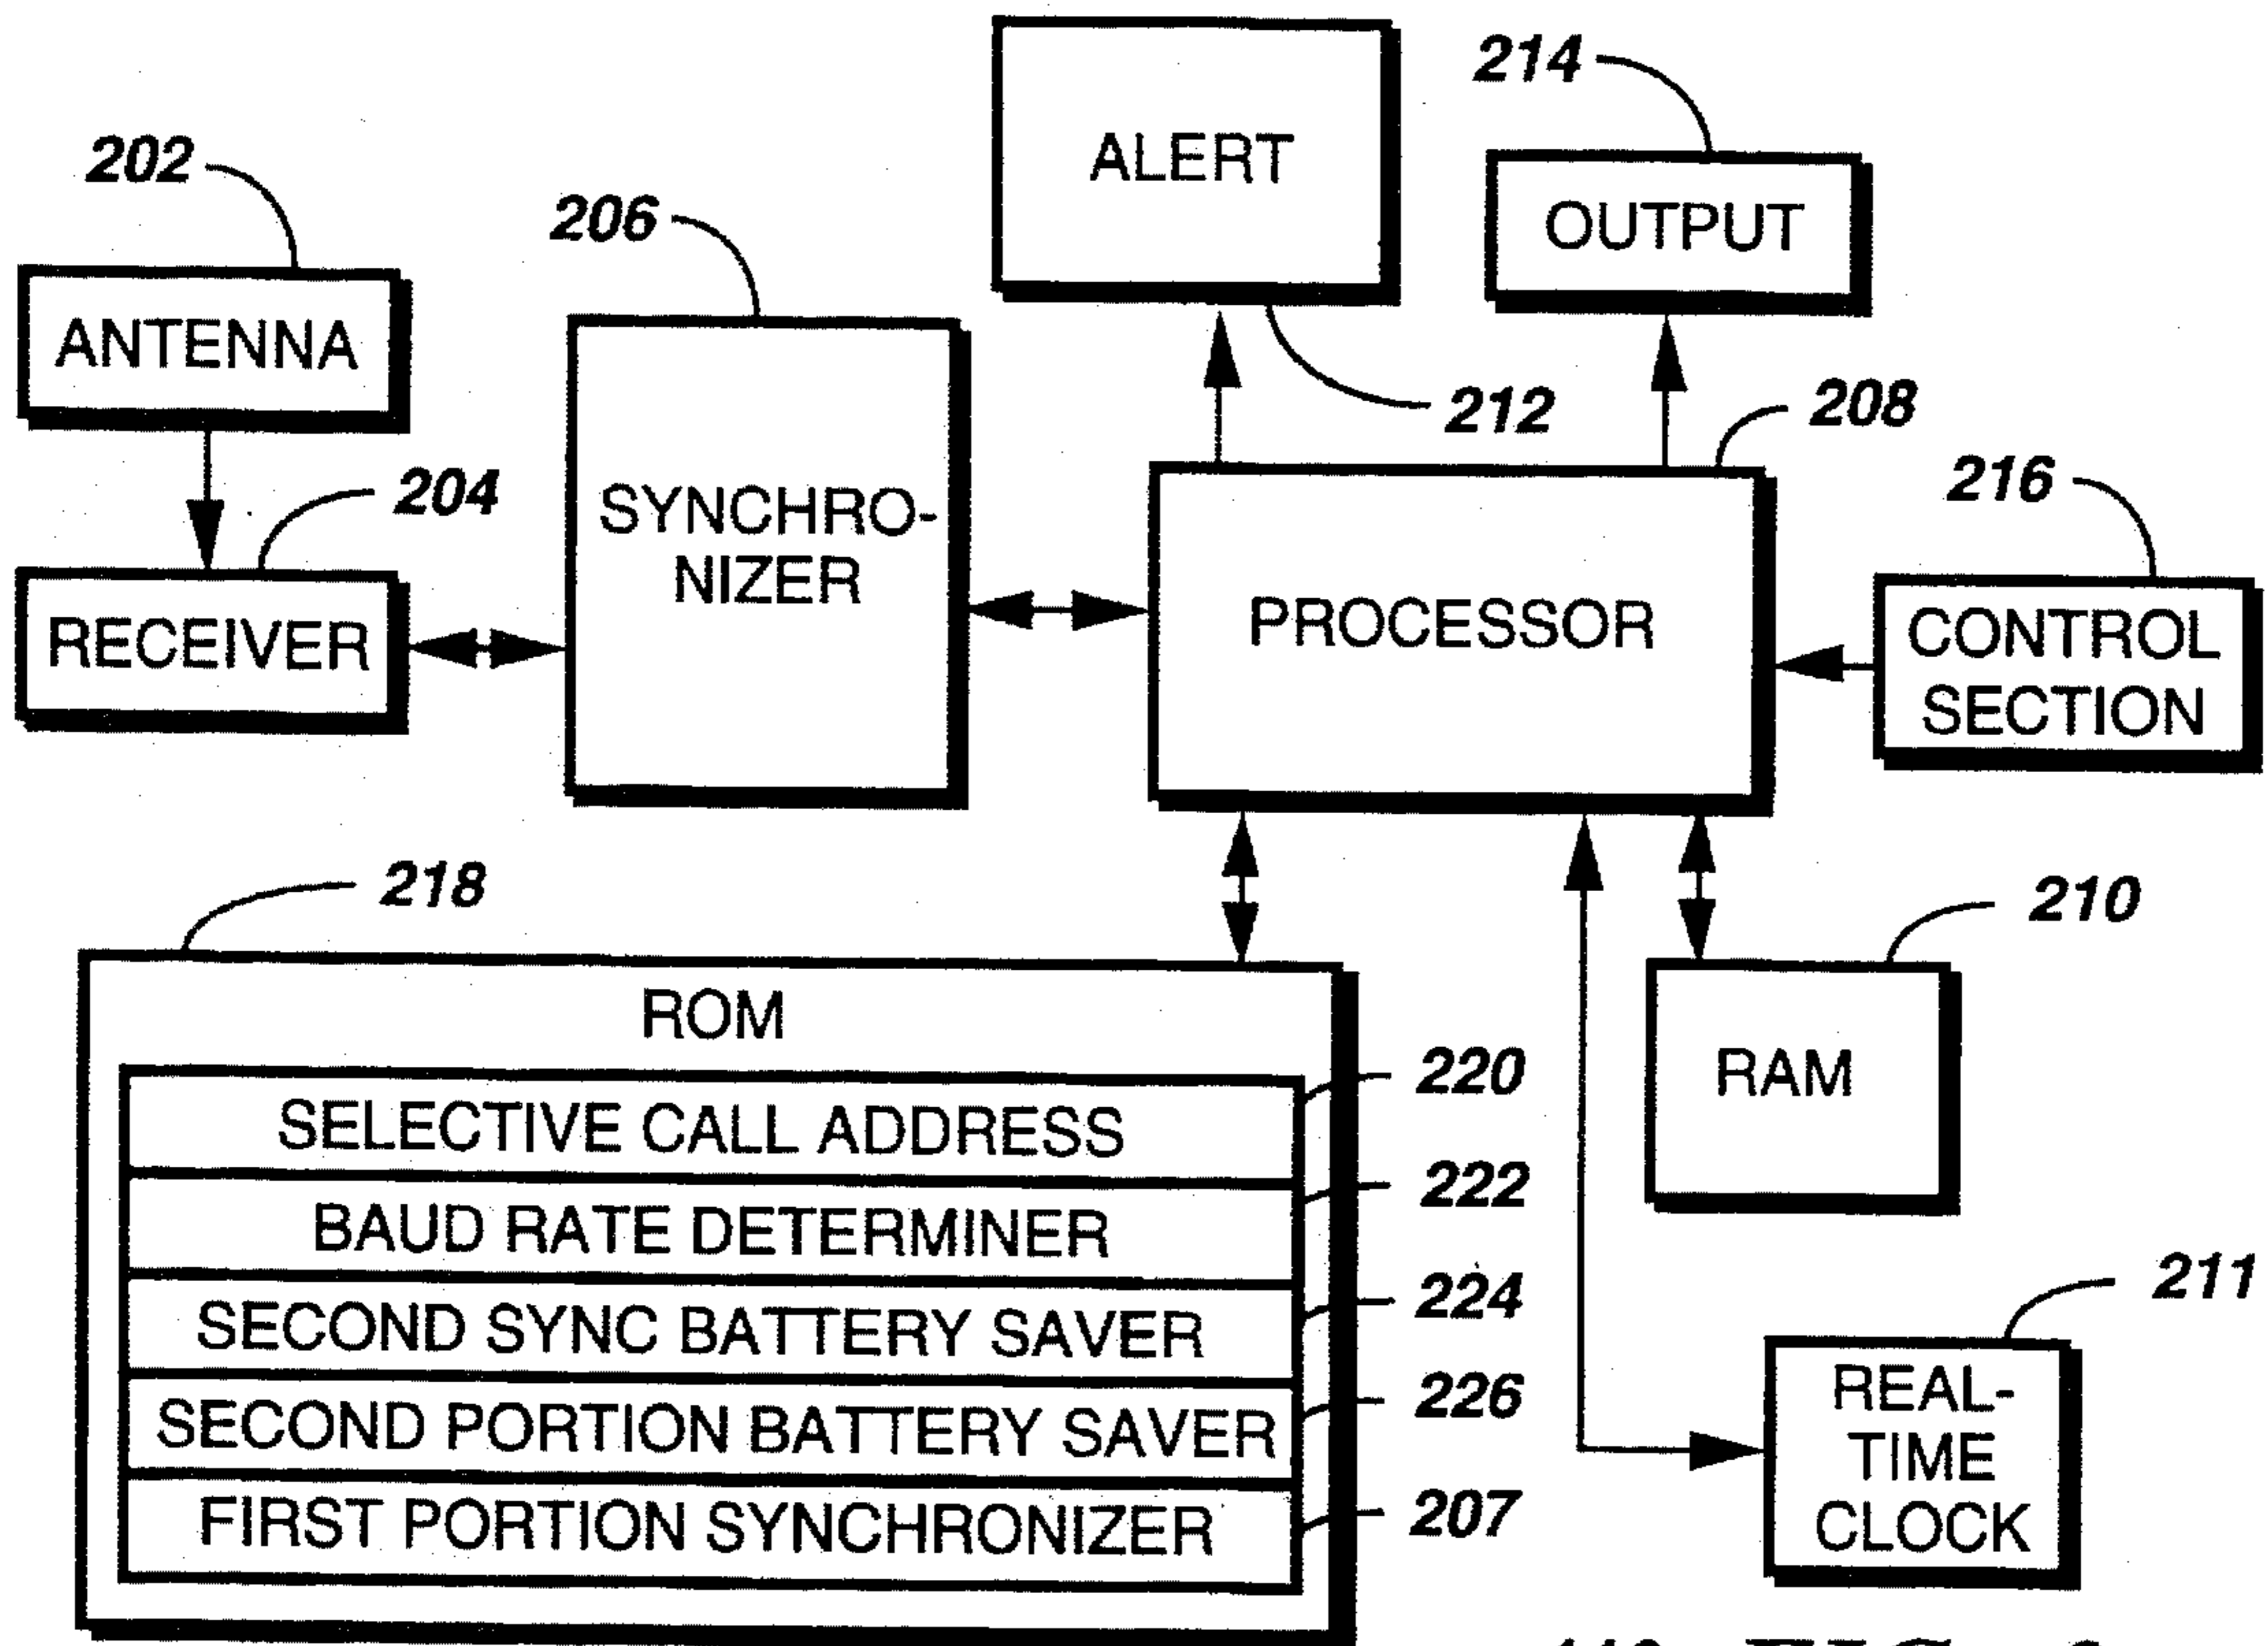 214
ALERT
202
OUTPUT
206
ANTENNA
212
208
204
216
SYNCHRO-
NIZER
PROCESSOR
CONTROL
SECTION
RECEIVER
218
210
ROM
220
RAM
SELECTIVE CALL ADDRESS
222
BAUD RATE DETERMINER
224
211
SECOND SYNC BATTERY SAVER
226
REAL-
TIME
CLOCK
SECOND PORTION BATTERY SAVER
207
FIRST PORTION SYNCHRONIZER